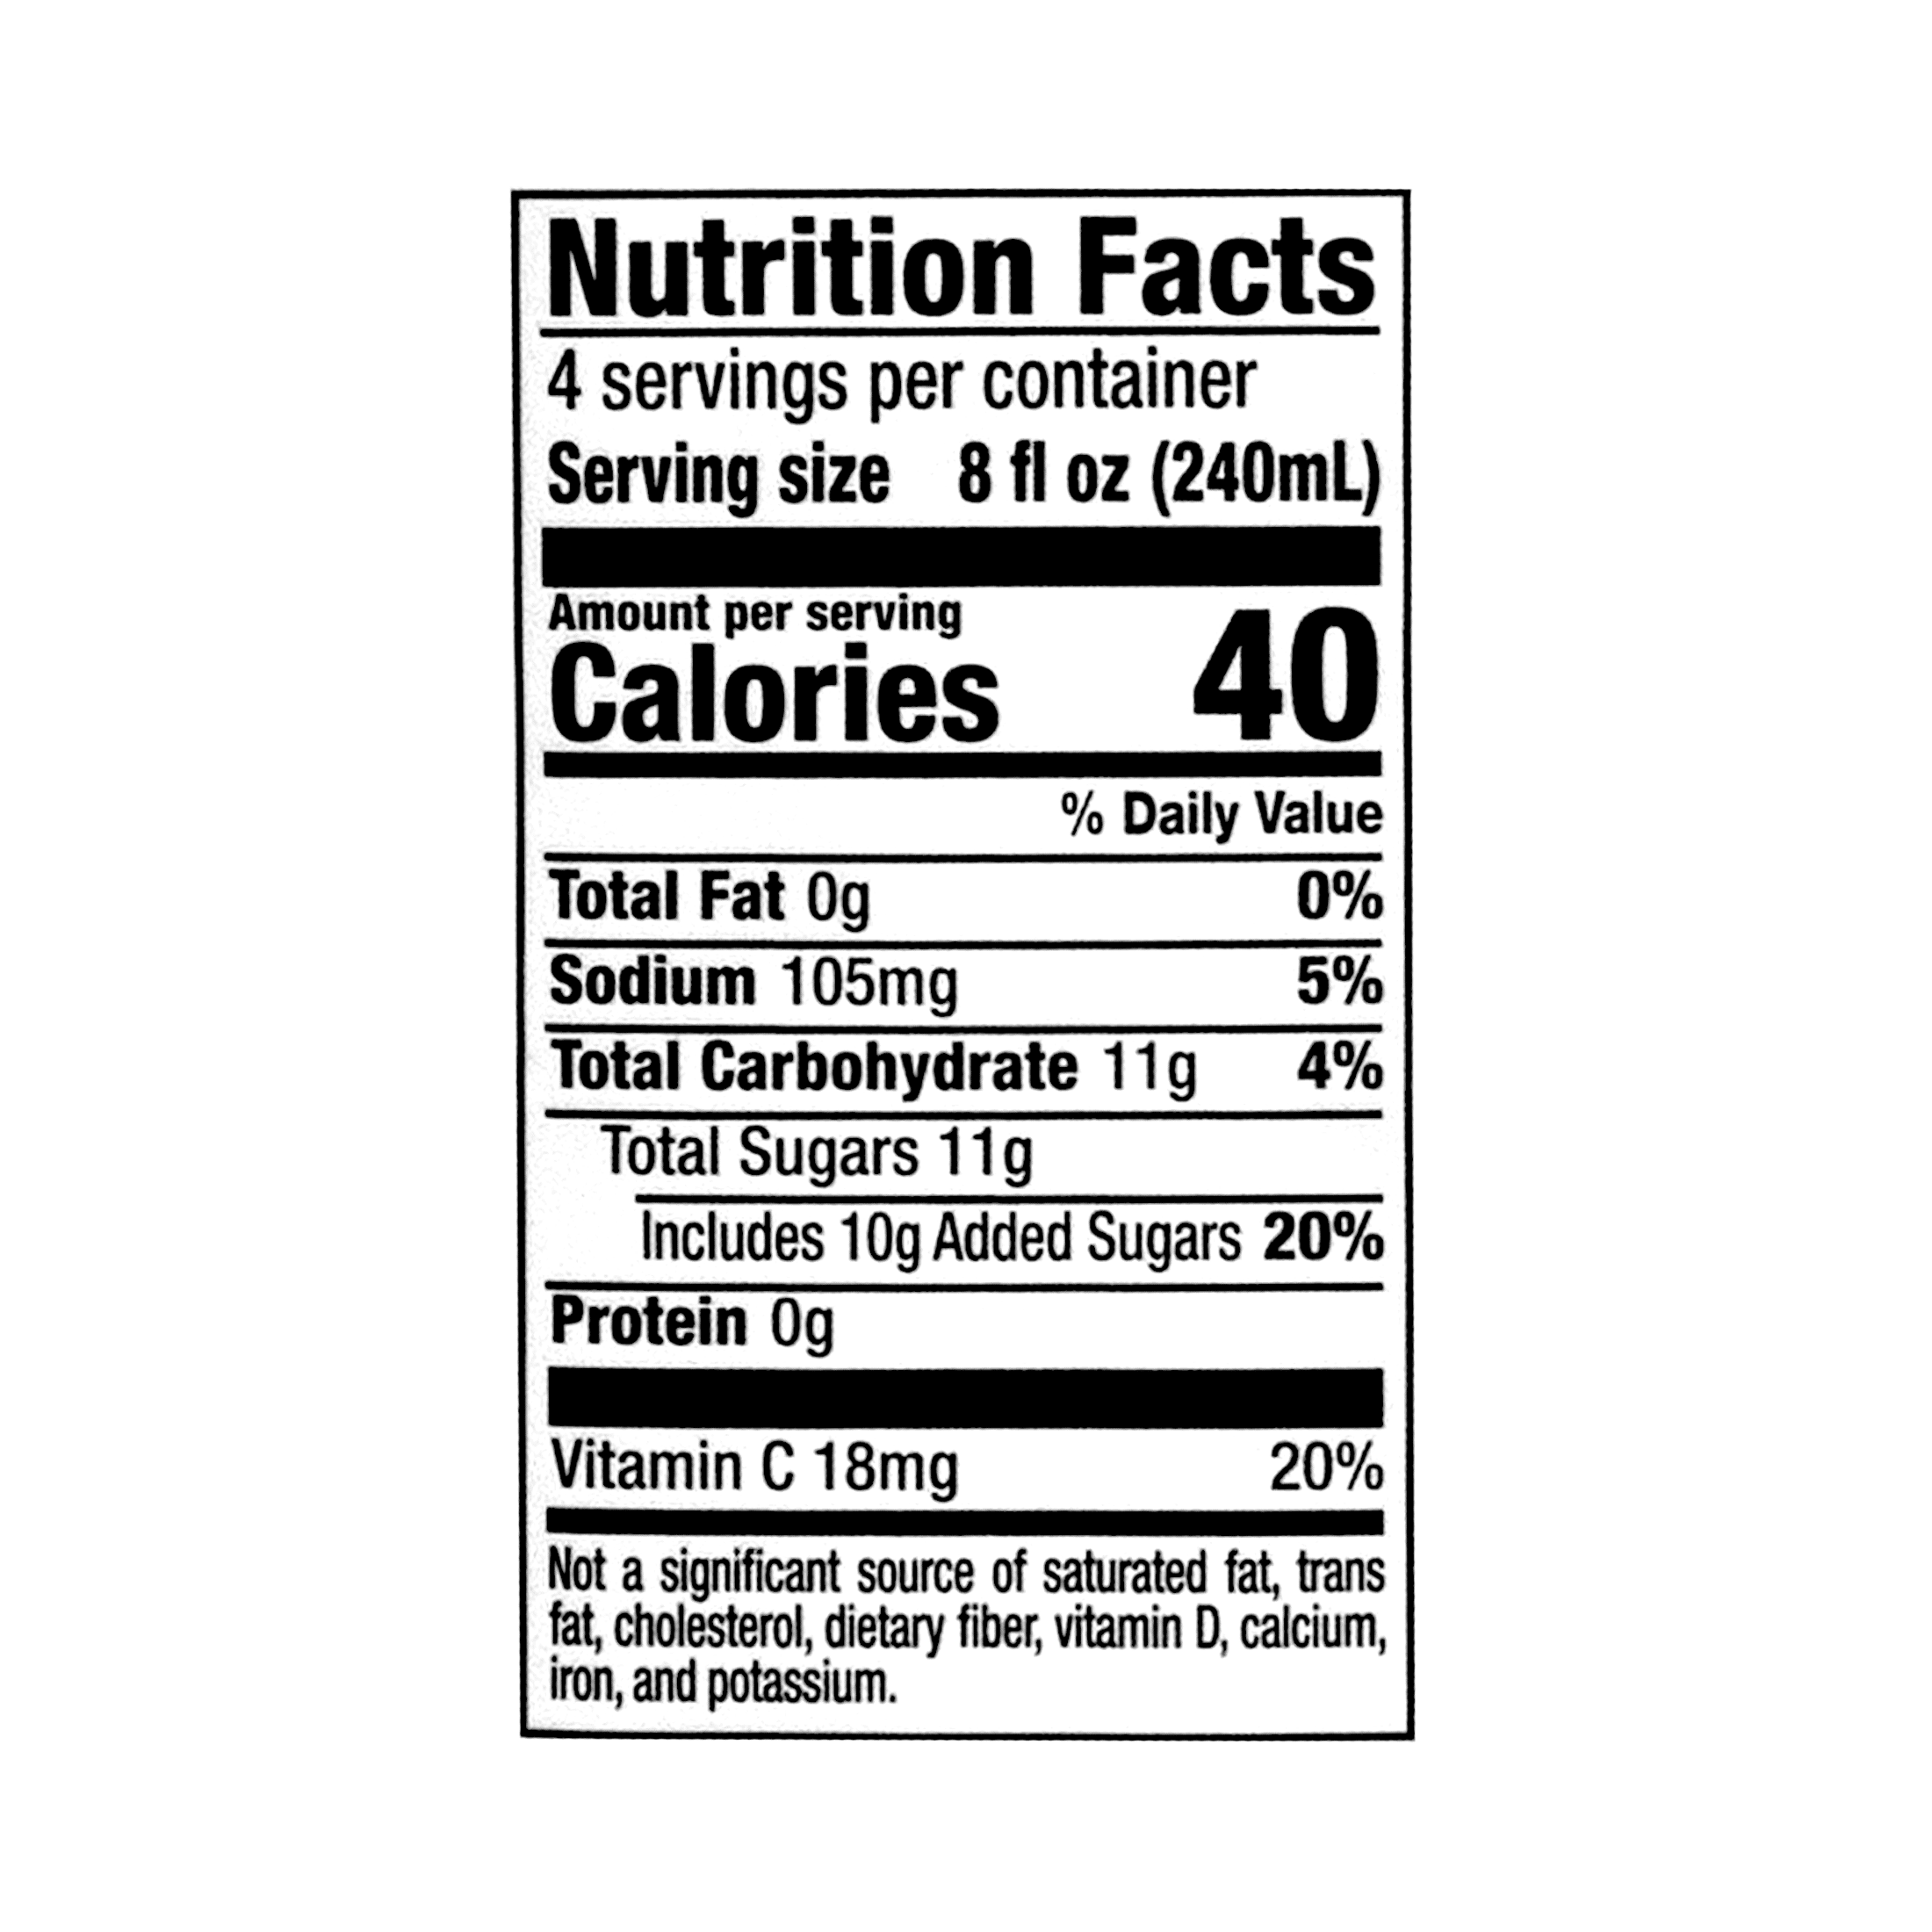 Nutrition Facts
4 servings per container
Serving size 8 fl oz (240mL)
Amount per serving
Calories 40
% Daily Value
Total Fat 0g 0%
Sodium 105mg 5%
Total Carbohydrate 11g 4%
Total Sugars 11g
Includes 10g Added Sugars 20%
Protein 0g
Vitamin C 18mg 20%
Not a significant source of saturated fat, trans
fat, cholesterol, dietary fiber, vitamin D, calcium,
iron, and potassium.